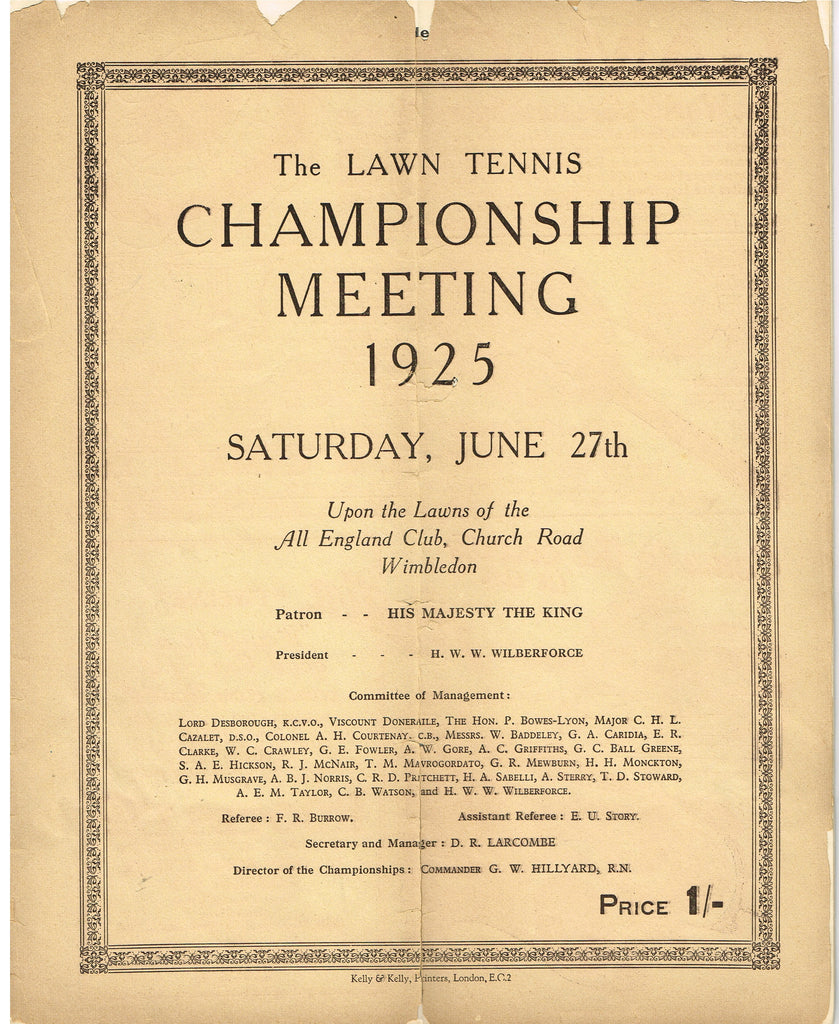 le
The LAWN TENNIS
CHAMPIONSHIP
MEETING
1925
SATURDAY, JUNE 27th
Upon the Lawns of the
All England Club, Church Road
Wimbledon
Patron - - HIS MAJESTY THE KING
President - - - H. W. W. WILBERFORCE
Committee of Management:
LORD DESBOROUGH, K.C.V.O., VISCOUNT DONERAILE, THE HON. P. BOWES-LYON, MAJOR C. H. L.
CAZALET, D.S.O., COLONEL A. H. COURTENAY, C.B., MESSRS. W. BADDELEY, G. A. CARIDIA, E. R.
CLARKE, W. C. CRAWLEY, G. E. FOWLER, A. W. GORE, A. C. GRIFFITHS, G. C. BALL GREENE,
S. A. E. HICKSON, R. J. MCNAIR, T. M. MAVROGORDATO, G. R. MEWBURN, H. H. MONCKTON,
G. H. MUSGRAVE, A. B. J. NORRIS, C. R. D. PRITCHETT, H. A. SABELLI, A. STERRY, T. D. STOWARD,
A. E. M. TAYLOR, C. B. WATSON, and H. W. W. WILBERFORCE.
Referee: F. R. BURROW. Assistant Referee: E. U. STORY.
Secretary and Manager: D. R. LARCOMBE
Director of the Championships: COMMANDER G. W. HILLYARD, R.N.
PRICE 1/-
Kelly & Kelly, Printers, London, E.C.2